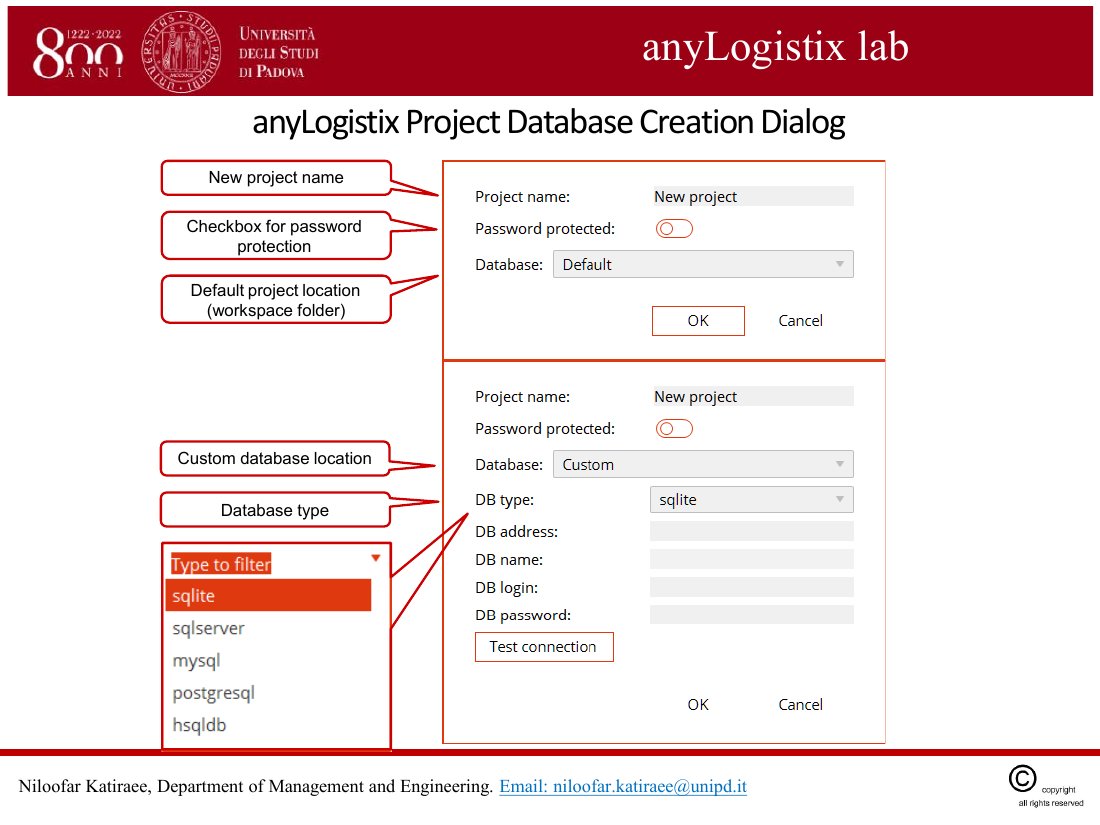 1222·2022
800
ANNI
UNIVERSITÀ
DEGLI STUDI
DI PADOVA
anyLogistix lab
anyLogistix Project Database Creation Dialog
New project name
Checkbox for password
protection
Default project location
(workspace folder)
Project name:
New project
Password protected:
Database:
Default
OK
Cancel
Custom database location
Database type
Type to filter
sqlite
sqlserver
mysql
postgresql
hsqldb
Project name:
New project
Password protected:
Database:
Custom
DB type:
sqlite
DB address:
DB name:
DB login:
DB password:
Test connection
OK
Cancel
Niloofar Katiraee, Department of Management and Engineering. Email: niloofar.katiraee@unipd.it
©
copyright
all rights reserved